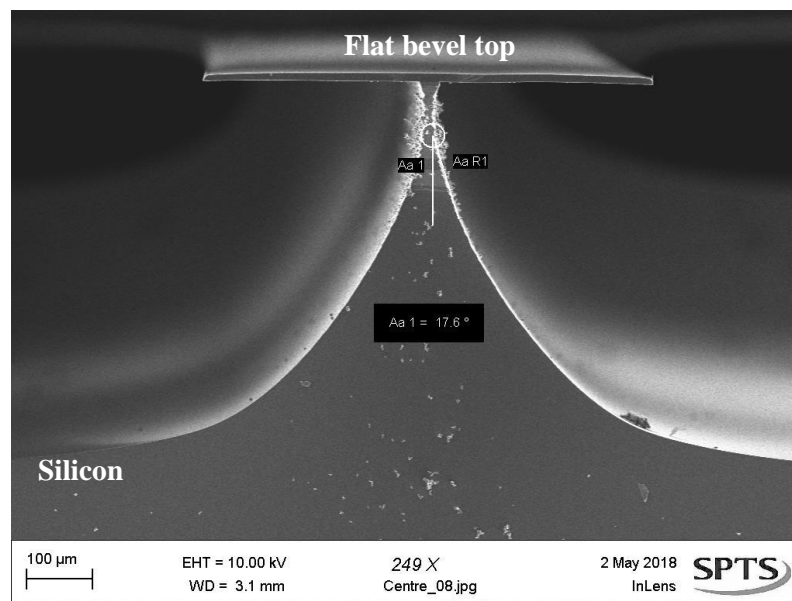 Flat bevel top
Aa 1
Aa R1
Aa 1 = 17.6 °
Silicon
100 µm
EHT = 10.00 kV
WD = 3.1 mm
249 X
Centre_08.jpg
2 May 2018
InLens
SPTS